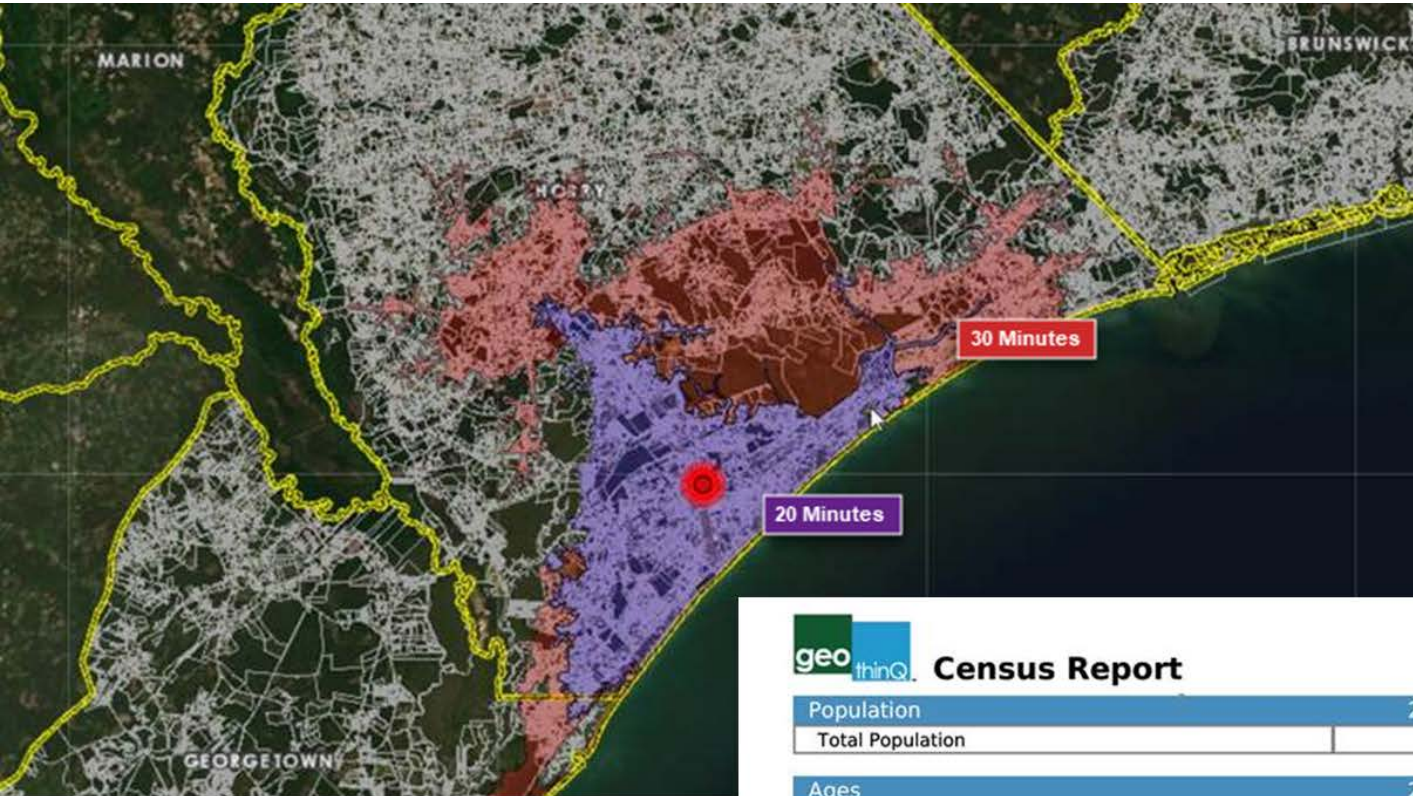 MARION
BRUNSWICK
HORRY
30 Minutes
20 Minutes
GEORGETOWN
geo
thinQ
Census Report
Population
Total Population
Ages